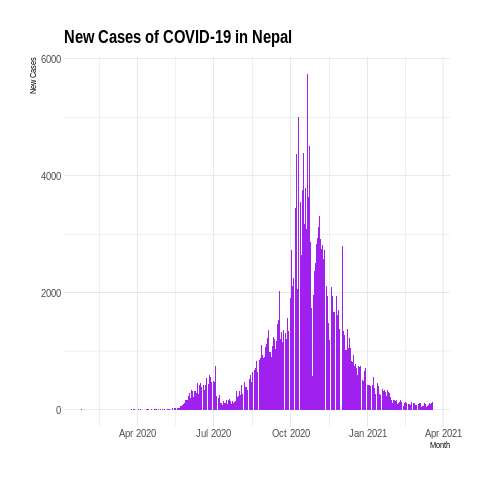 New Cases of COVID-19 in Nepal
New Cases
6000
4000
2000
0
Apr 2020 Jul 2020 Oct 2020 Jan 2021 Apr 2021
Month